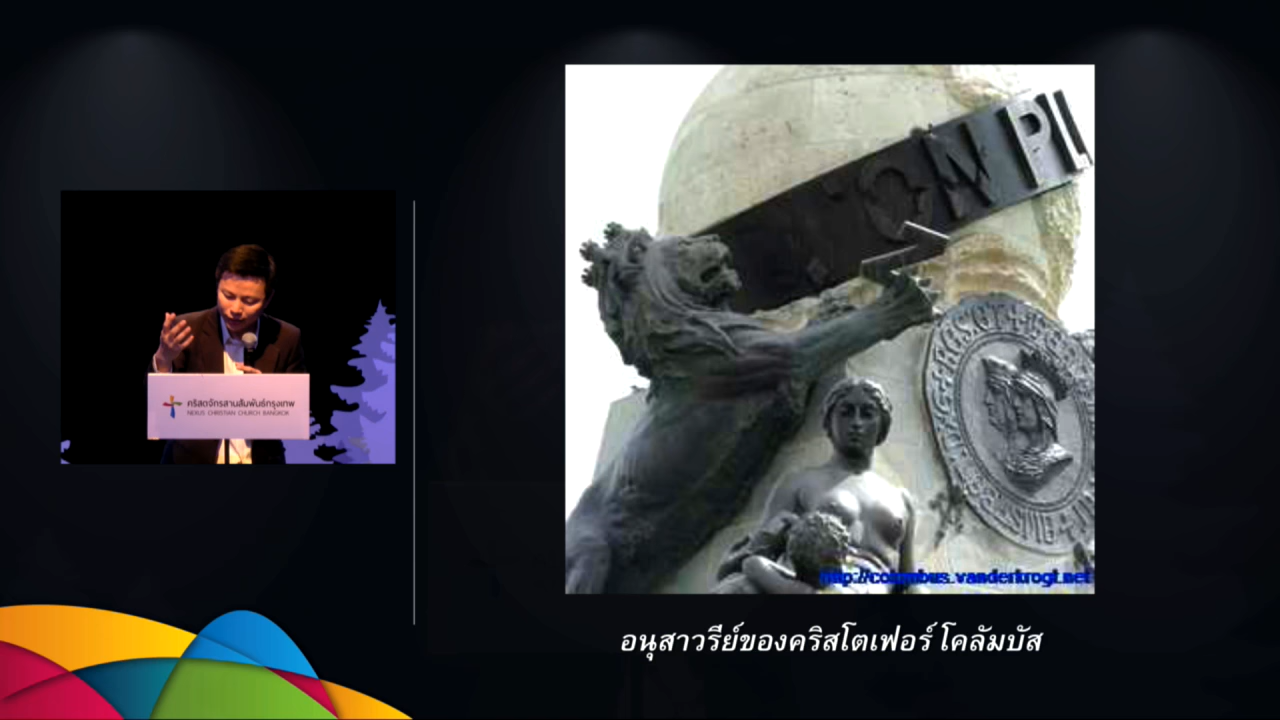 คริสตจักรสานสัมพันธ์กรุงเทพ
NEXUS CHRISTIAN CHURCH BANGKOK
PL
http://columbus.vanderkrogt.net
อนุสาวรีย์ของคริสโตเฟอร์ โคลัมบัส